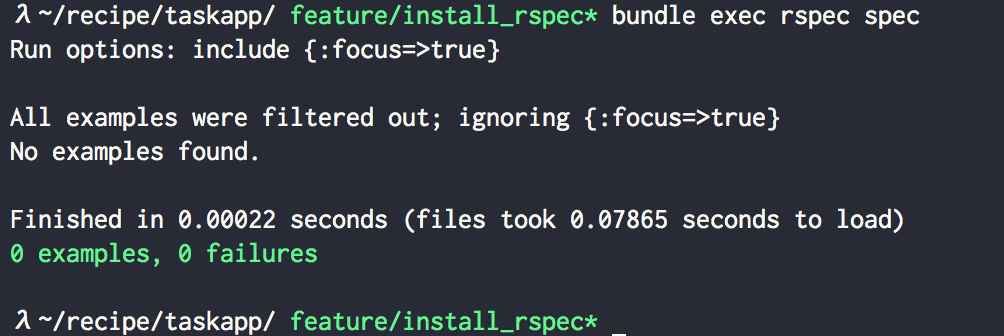 λ ~/recipe/taskapp/ feature/install_rspec* bundle exec rspec spec
Run options: include {:focus=>true}
All examples were filtered out; ignoring {:focus=>true}
No examples found.
Finished in 0.00022 seconds (files took 0.07865 seconds to load)
0 examples, 0 failures
λ ~/recipe/taskapp/ feature/install_rspec* _